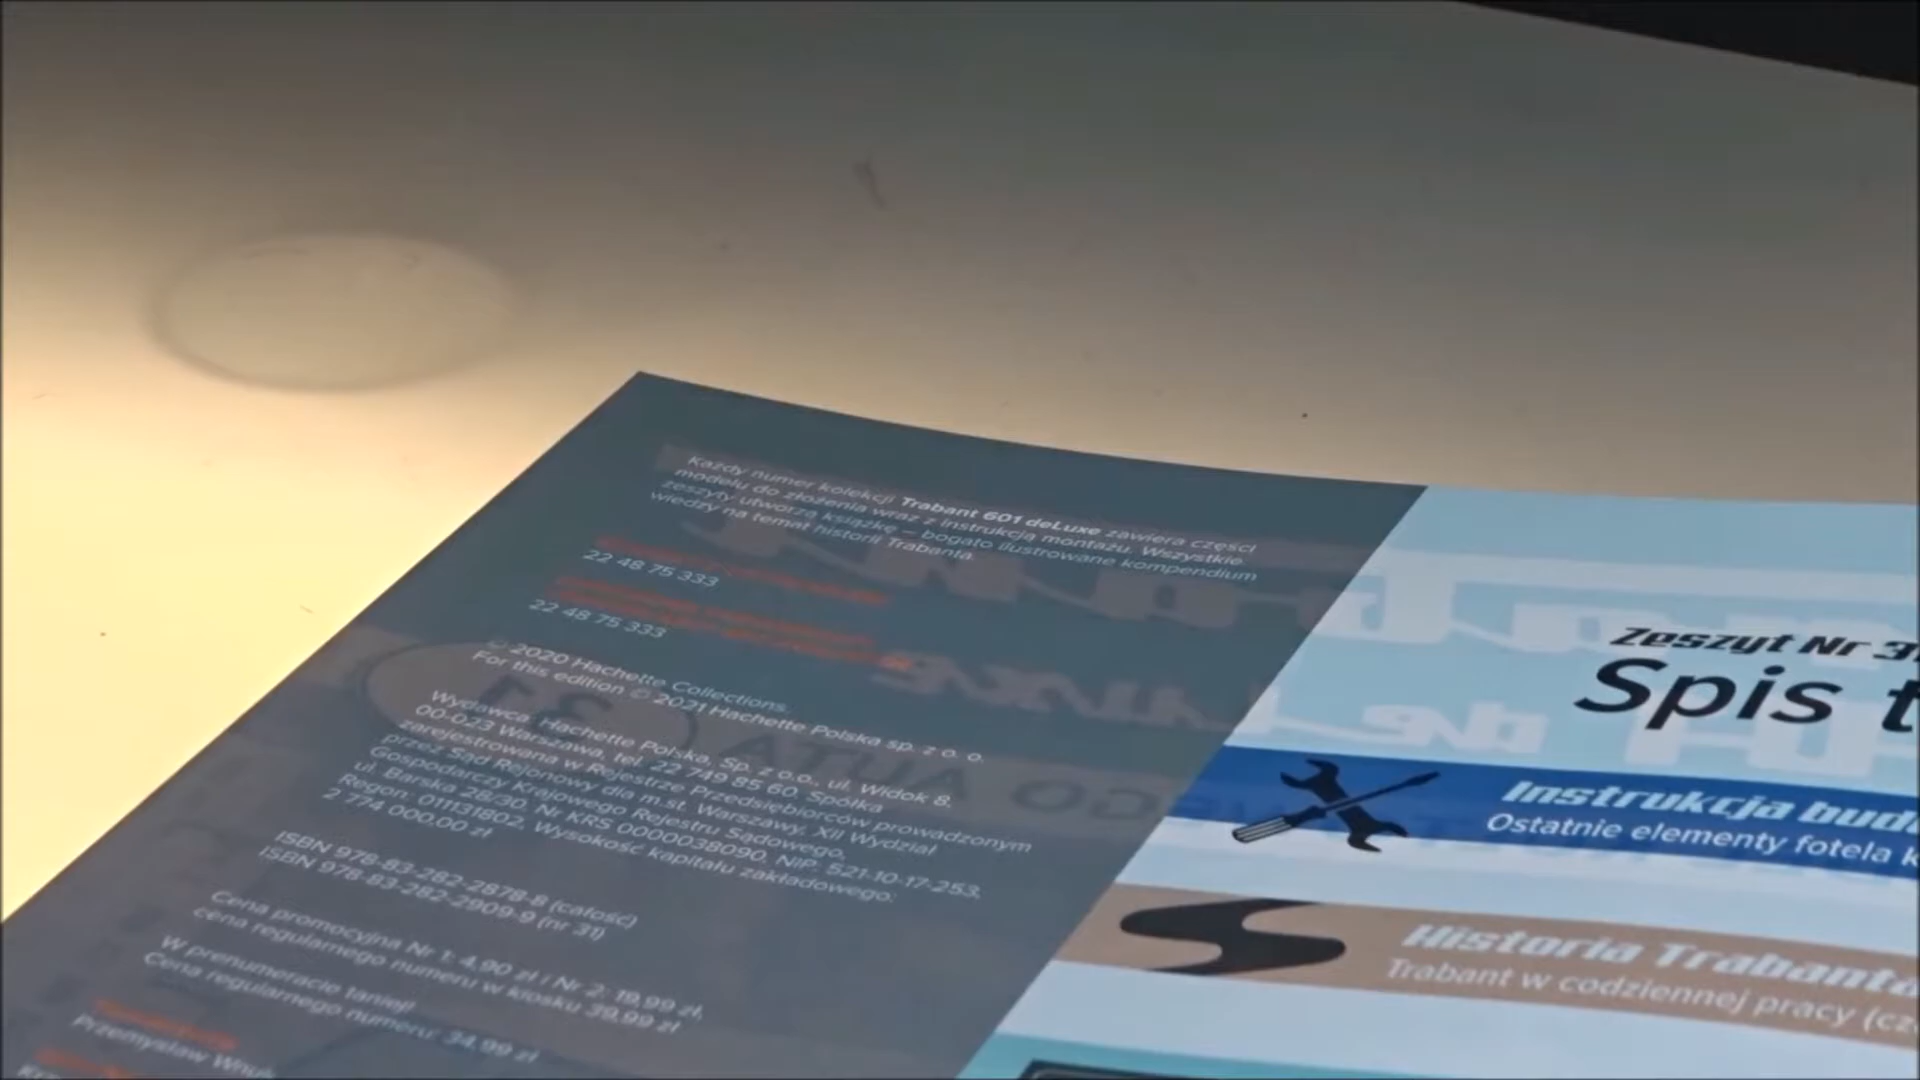 Każdy numer kolekcji Trabant 601 deLuxe zawiera części
modelu do złożenia wraz z instrukcją montażu. Wszystkie
zeszyty utworzą książkę – bogato ilustrowane kompendium
wiedzy na temat historii Trabanta.
22 48 75 333
22 48 75 333
© 2020 Hachette Collections.
For this edition © 2021 Hachette Polska sp. z o. o.
Wydawca: Hachette Polska, Sp. z o.o., ul. Widok 8,
00-023 Warszawa, tel. 22 749 85 60. Spółka
zarejestrowana w Rejestrze Przedsiębiorców prowadzonym
przez Sąd Rejonowy dla m.st. Warszawy, XII Wydział
Gospodarczy Krajowego Rejestru Sądowego,
ul. Barska 28/30. Nr KRS 0000038090. NIP: 521-10-17-253,
Regon: 011131802. Wysokość kapitału zakładowego:
2 774 000,00 zł
ISBN 978-83-282-2878-8 (całość)
ISBN 978-83-282-2909-9 (nr 31)
Cena promocyjna Nr 1: 4,90 zł i Nr 2: 19,99 zł,
cena regularnego numeru w kiosku 39,99 zł
W prenumeracie taniej!
Cena regularnego numeru: 34,99 zł
Przemysław
Zeszyt Nr
Spis t
Instrukcja bud
Ostatnie elementy fotela k
Historia Trabanta
Trabant w codziennej pracy (cz